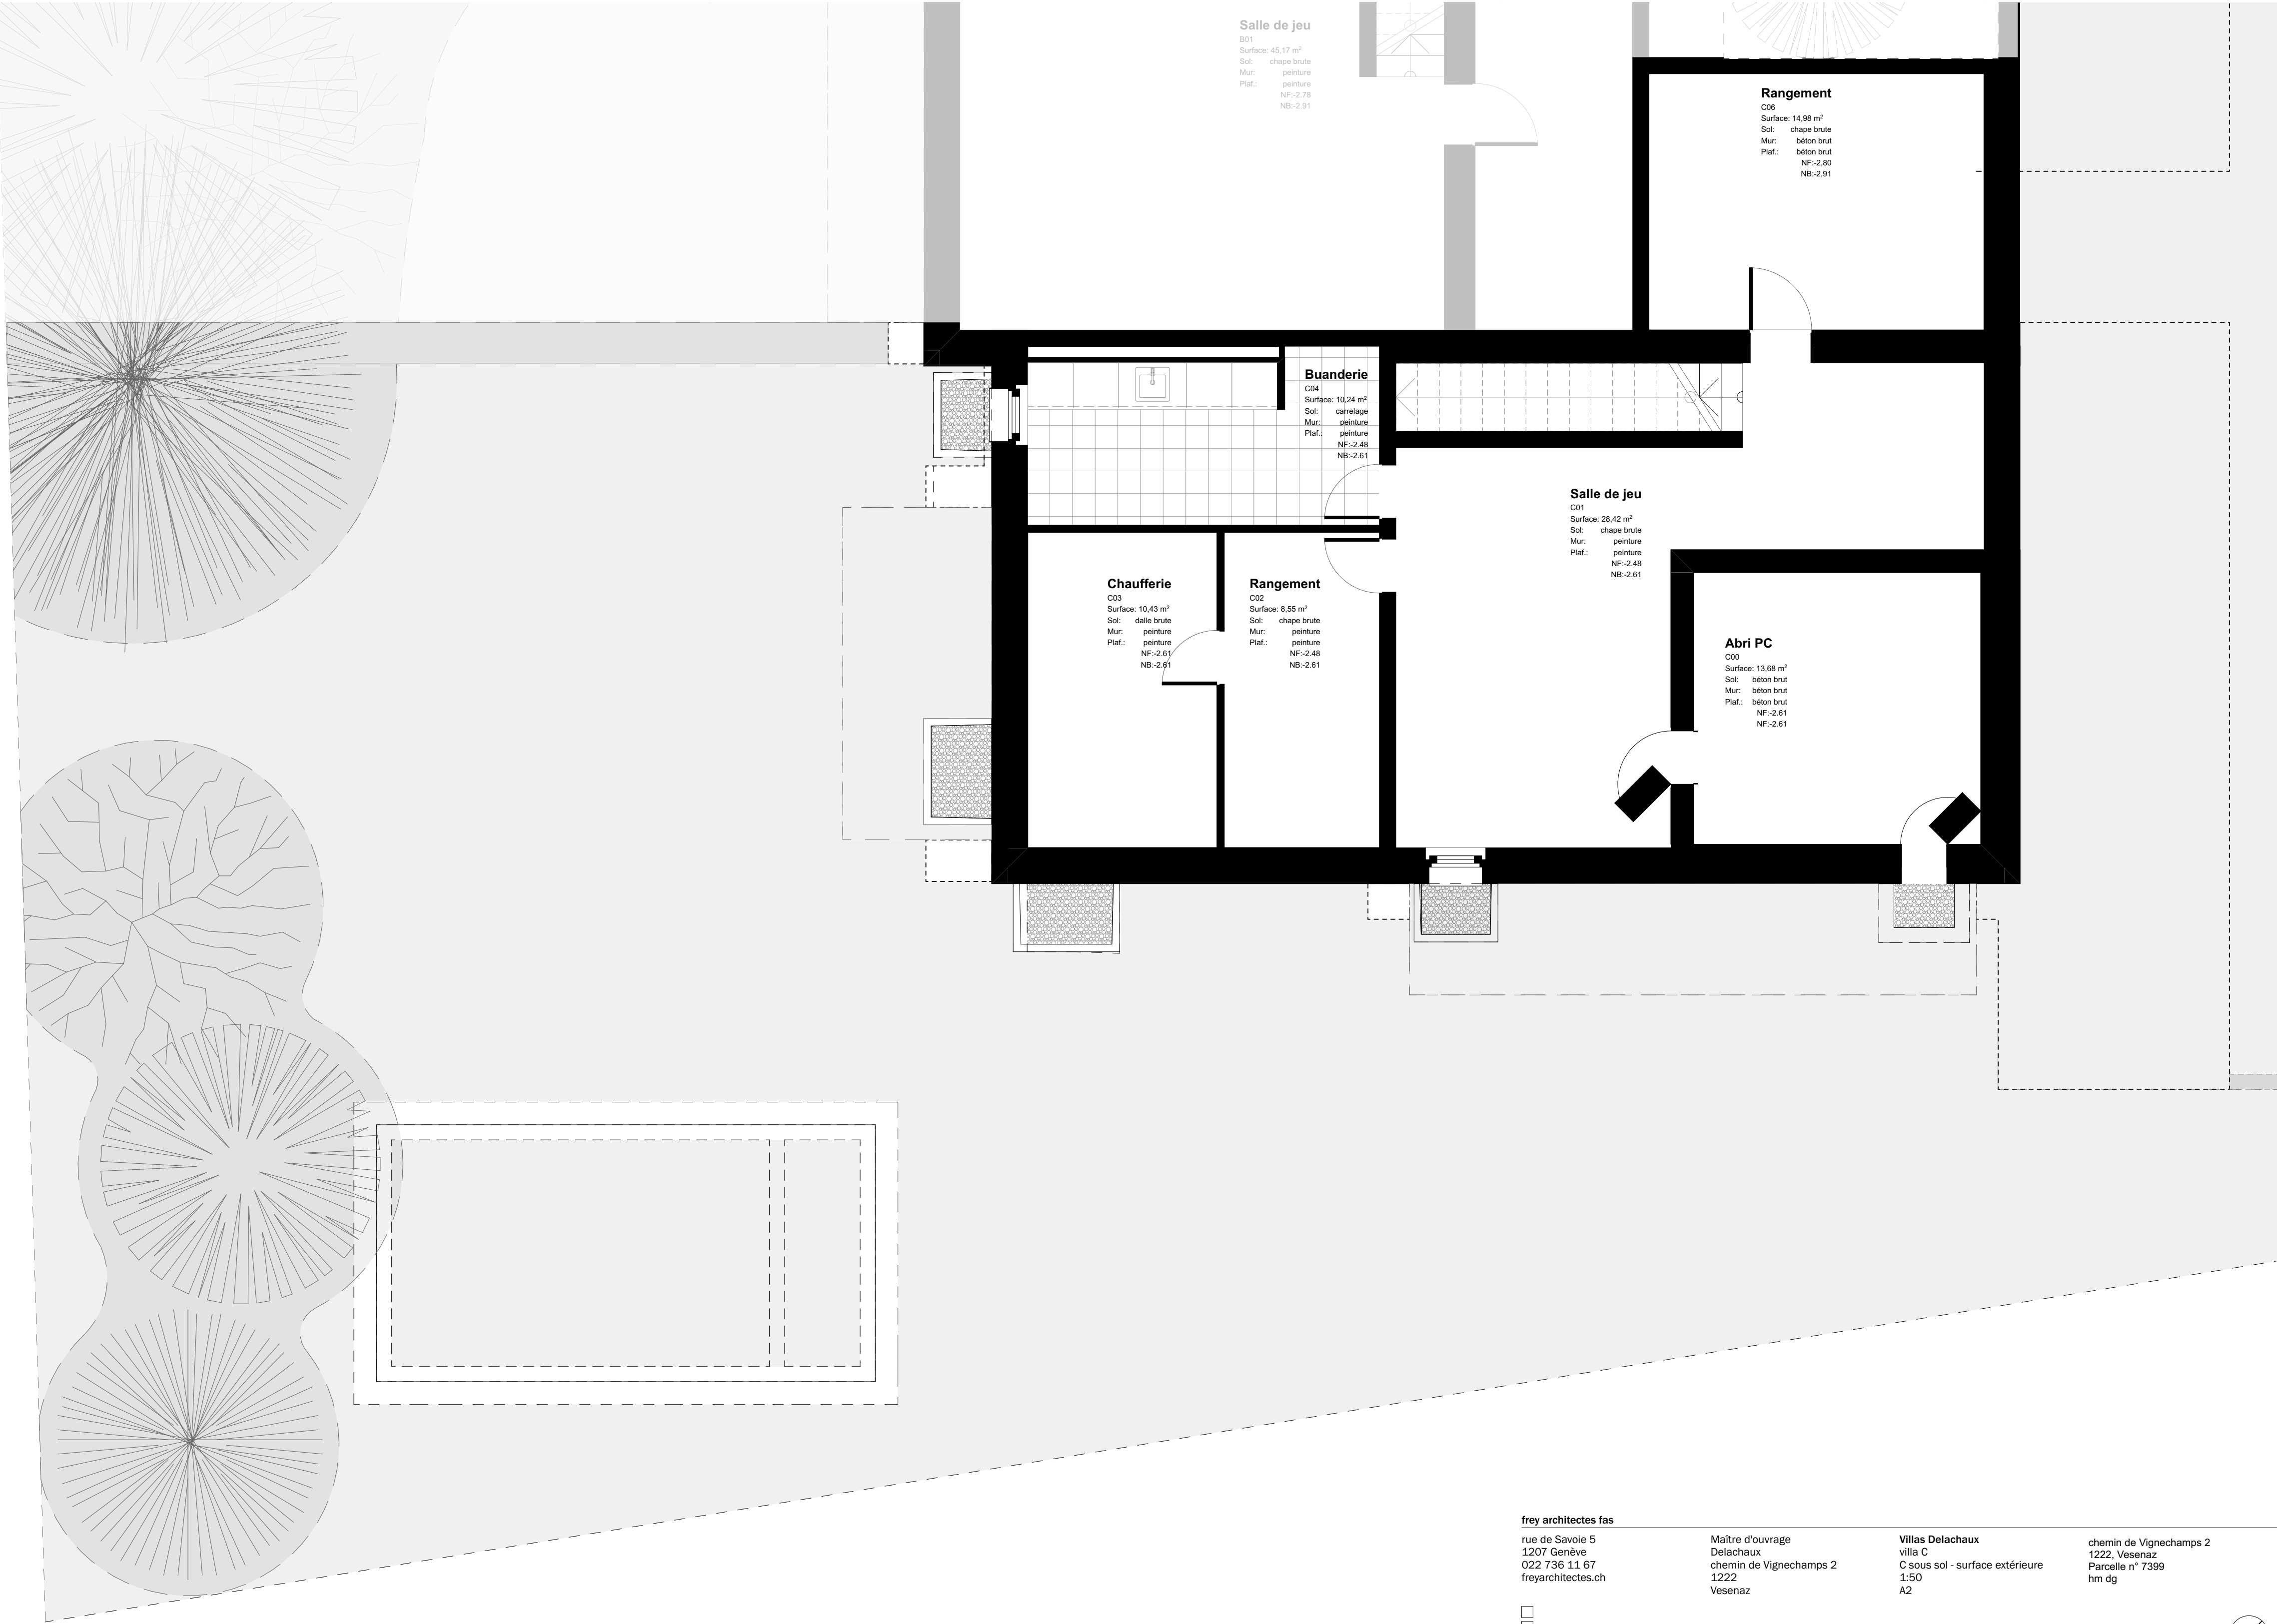 Salle de jeu
B01
Surface: 45,17 m²
Sol: chape brute
Mur: peinture
Plaf.: peinture
NF:-2.78
NB:-2.91
Rangement
C06
Surface: 14,98 m²
Sol: chape brute
Mur: béton brut
Plaf.: béton brut
NF:-2,80
NB:-2,91
Buanderie
C04
Surface: 10,24 m²
Sol: carrelage
Mur: peinture
Plaf.: peinture
NF:-2.48
NB:-2.61
Salle de jeu
C01
Surface: 28,42 m²
Sol: chape brute
Mur: peinture
Plaf.: peinture
NF:-2.48
NB:-2.61
Chaufferie
C03
Surface: 10,43 m²
Sol: dalle brute
Mur: peinture
Plaf.: peinture
NF:-2.61
NB:-2.61
Rangement
C02
Surface: 8,55 m²
Sol: chape brute
Mur: peinture
Plaf.: peinture
NF:-2.48
NB:-2.61
Abri PC
C00
Surface: 13,68 m²
Sol: béton brut
Mur: béton brut
Plaf.: béton brut
NF:-2.61
NF:-2.61
frey architectes fas
rue de Savoie 5
1207 Genève
022 736 11 67
freyarchitectes.ch
Maître d'ouvrage
Delachaux
chemin de Vignechamps 2
1222
Vesenaz
Villas Delachaux
villa C
C sous sol - surface extérieure
1:50
A2
chemin de Vignechamps 2
1222, Vesenaz
Parcelle n° 7399
hm dg